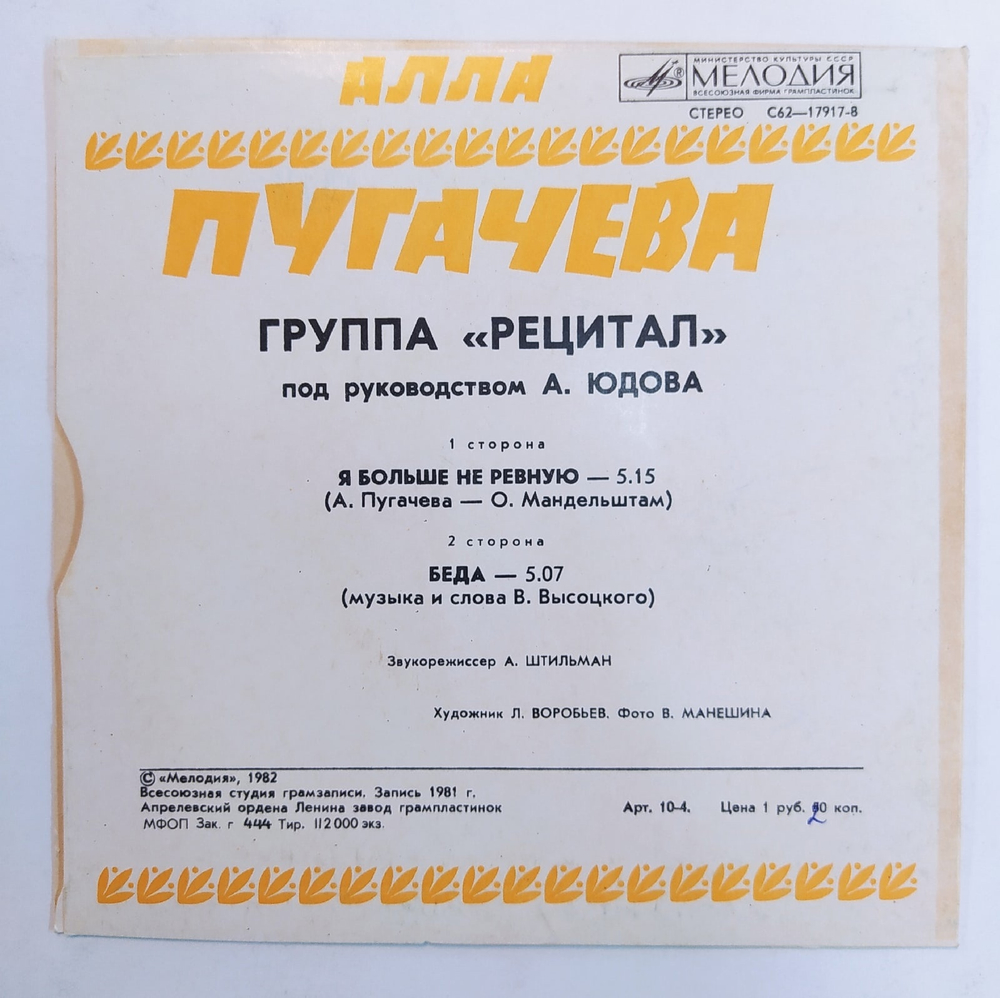 АЛЛА
МИНИСТЕРСТВО КУЛЬТУРЫ СССР
® МЕЛОДИЯ
ВСЕСОЮЗНАЯ ФИРМА ГРАМПЛАСТИНОК
СТЕРЕО С62—17917-8
ПУГАЧЕВА
ГРУППА «РЕЦИТАЛ»
под руководством А. ЮДОВА
1 сторона
Я БОЛЬШЕ НЕ РЕВНУЮ — 5.15
(А. Пугачева — О. Мандельштам)
2 сторона
БЕДА — 5.07
(музыка и слова В. Высоцкого)
Звукорежиссер А. ШТИЛЬМАН
Художник Л. ВОРОБЬЕВ. Фото В. МАНЕШИНА
© «Мелодия», 1982
Всесоюзная студия грамзаписи. Запись 1981 г.
Апрелевский ордена Ленина завод грампластинок
Арт. 10-4. Цена 1 руб. 20 коп.
МФОП Зак. г 444 Тир. 112000 экз.